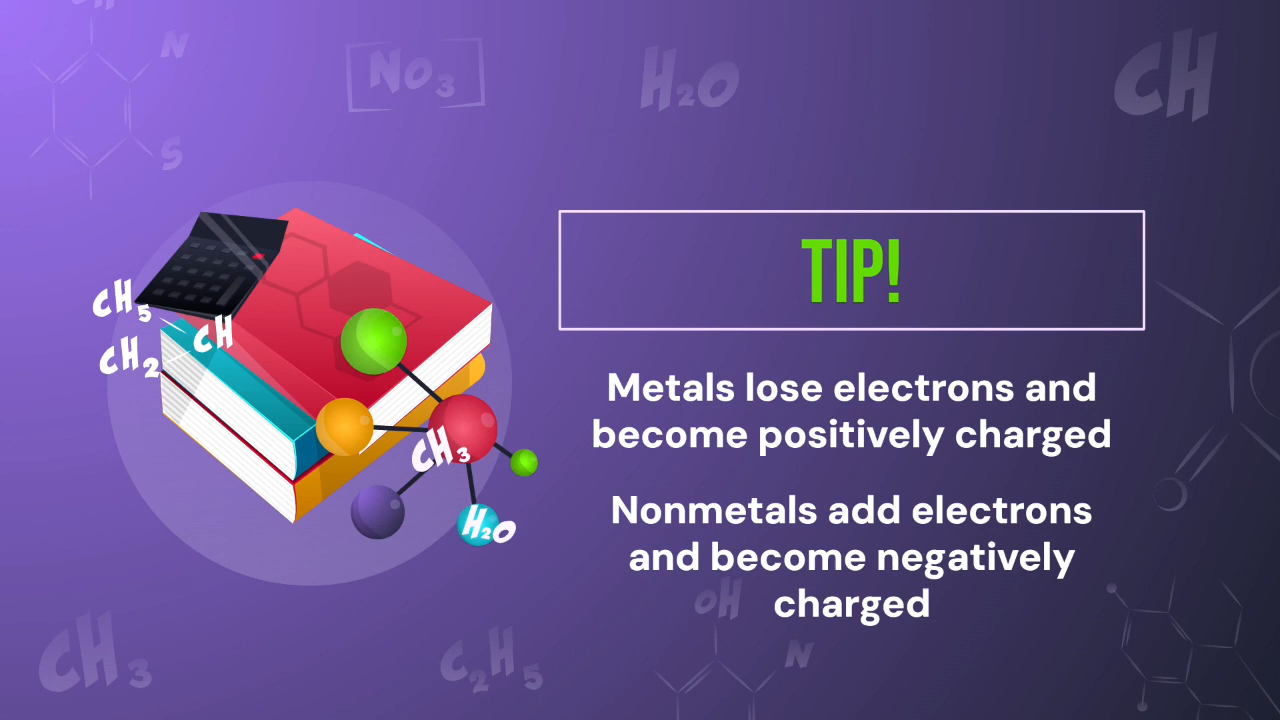 N
NO3
H2O
CH
S
TIP!
CH5
CH
CH2
Metals lose electrons and
become positively charged
CH3
Nonmetals add electrons
H2O
and become negatively
charged
OH
CH3
C2H5
N